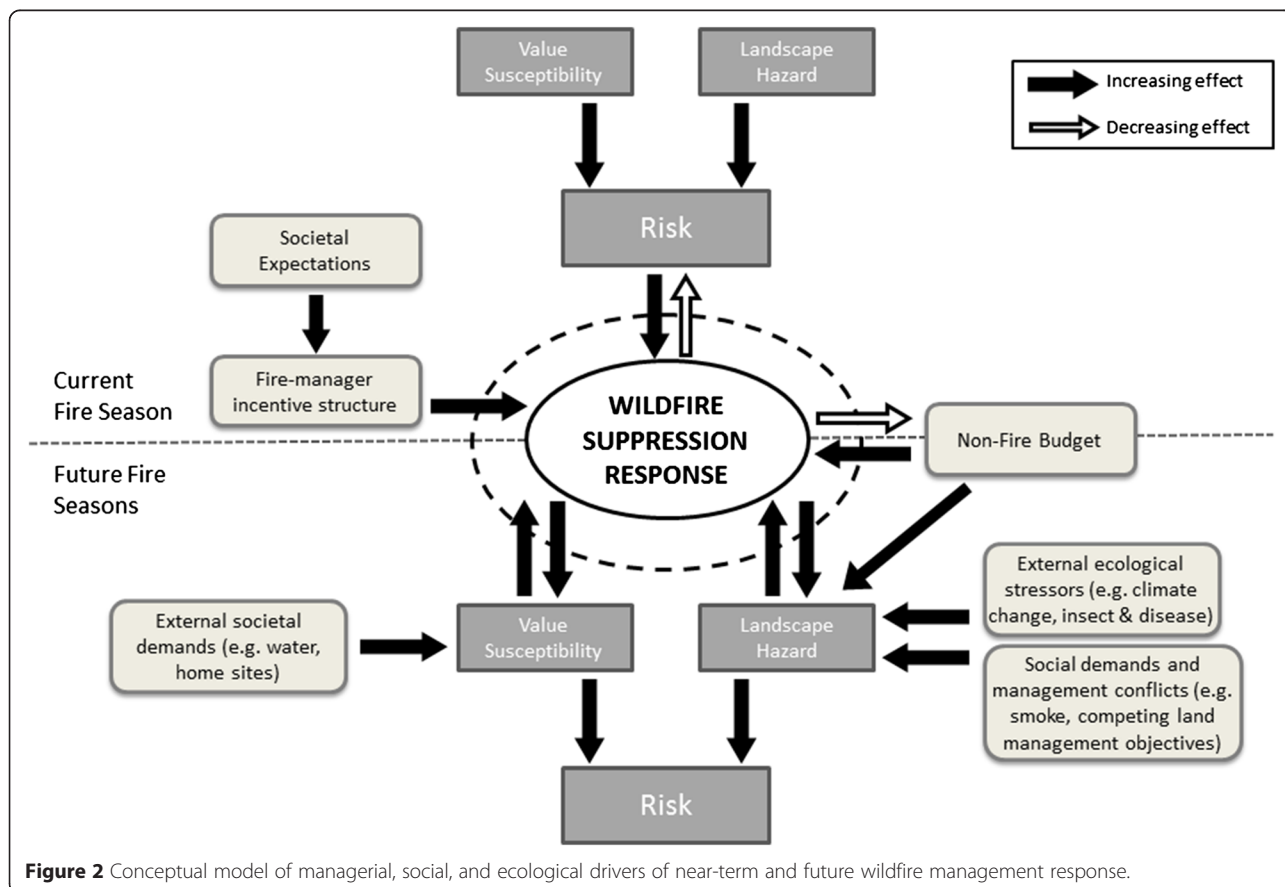 Value
Susceptibility
Landscape
Hazard
Increasing effect
Decreasing effect
Risk
Societal
Expectations
Fire-manager
incentive structure
Current
Fire Season
WILDFIRE
SUPPRESSION
RESPONSE
Non-Fire Budget
Future Fire
Seasons
External societal
demands (e.g. water,
home sites)
Value
Susceptibility
Landscape
Hazard
External ecological
stressors (e.g. climate
change, insect & disease)
Social demands and
management conflicts (e.g.
smoke, competing land
management objectives)
Risk
Figure 2 Conceptual model of managerial, social, and ecological drivers of near-term and future wildfire management response.